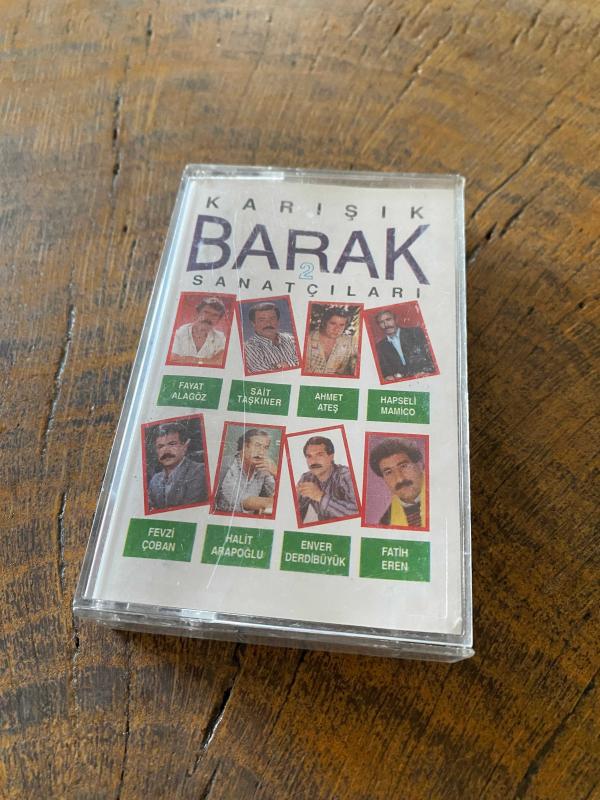 KARIŞIK
BARAK
2
SANATÇILARI
FAYAT
ALAGÖZ
SAİT
TAŞKINER
AHMET
ATEŞ
HAPSELİ
MAMİCO
FEVZİ
ÇOBAN
HALİT
ARAPOĞLU
ENVER
DERDİBÜYÜK
FATİH
EREN